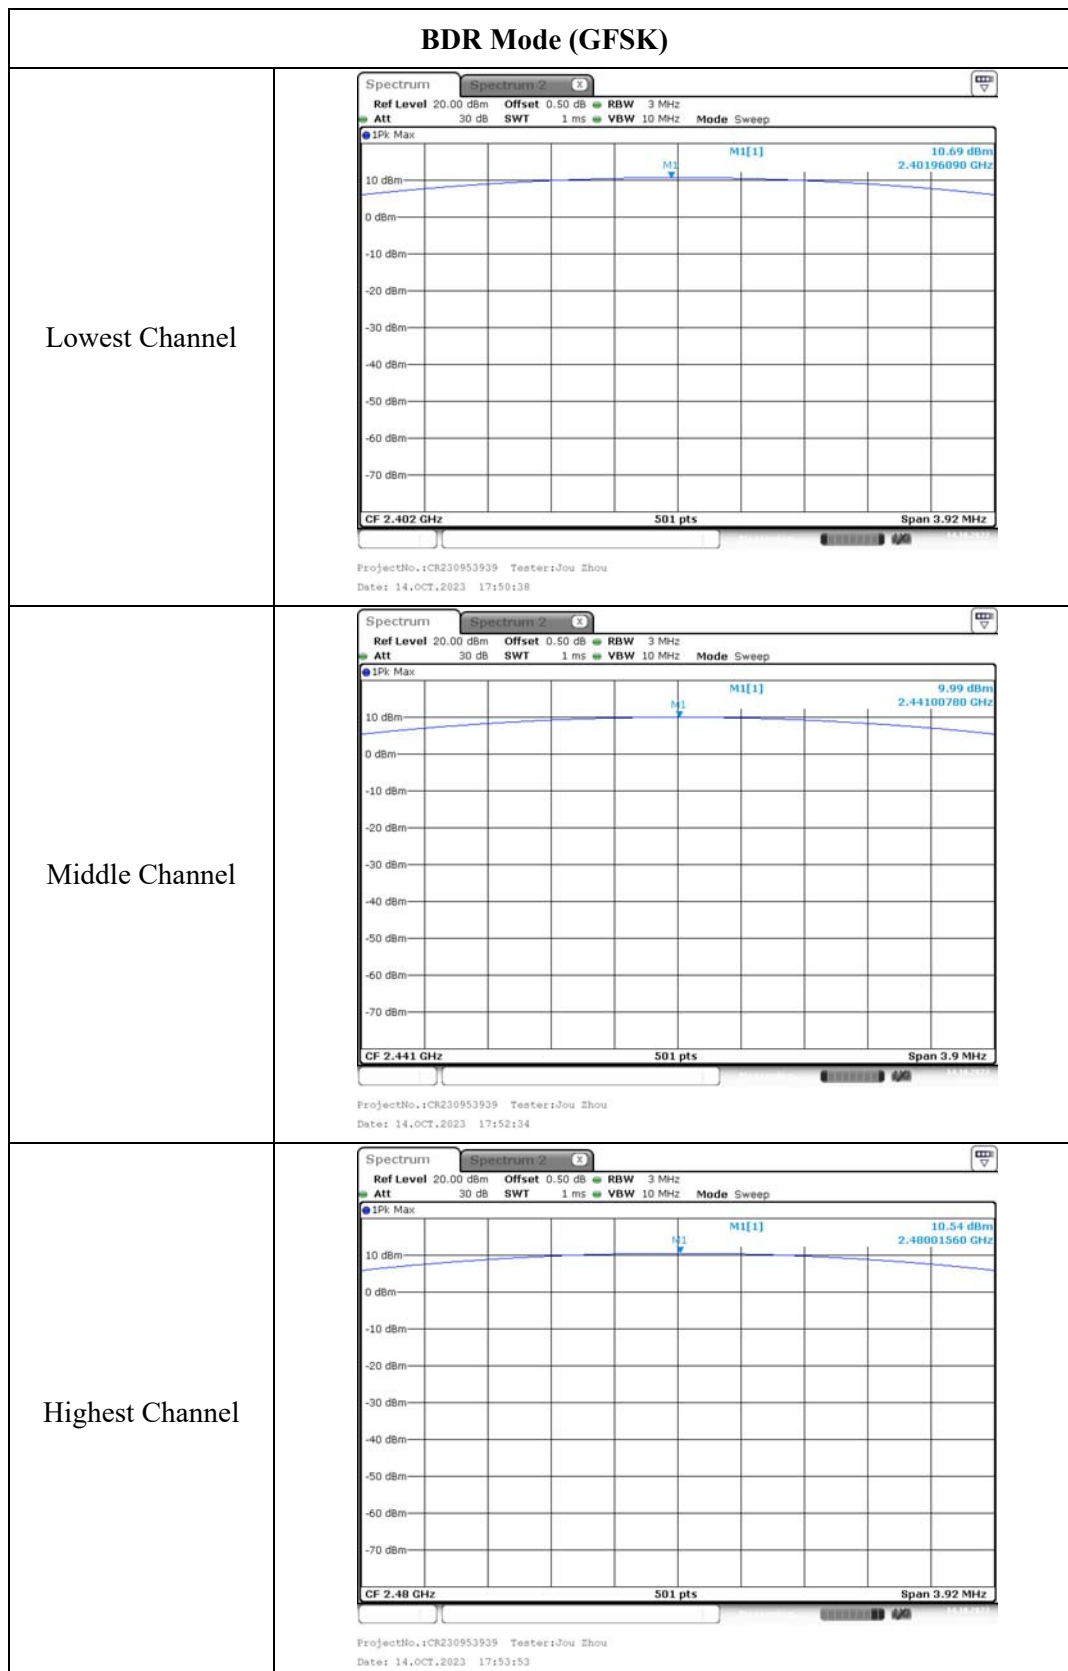 BDR Mode (GFSK)
Lowest Channel
Spectrum Spectrum 2 X
Ref Level 20.00 dBm Offset 0.50 dB RBW 3 MHz
Att 30 dB SWT 1 ms VBW 10 MHz Mode Sweep
1Pk Max
M1[1] 10.69 dBm
2.40196090 GHz
M1
10 dBm
0 dBm
-10 dBm
-20 dBm
-30 dBm
-40 dBm
-50 dBm
-60 dBm
-70 dBm
CF 2.402 GHz 501 pts Span 3.92 MHz
ProjectNo.:CR230953939 Tester:Jou Zhou
Date: 14.OCT.2023 17:50:38
Middle Channel
Spectrum Spectrum 2 X
Ref Level 20.00 dBm Offset 0.50 dB RBW 3 MHz
Att 30 dB SWT 1 ms VBW 10 MHz Mode Sweep
1Pk Max
M1[1] 9.99 dBm
2.44100780 GHz
M1
10 dBm
0 dBm
-10 dBm
-20 dBm
-30 dBm
-40 dBm
-50 dBm
-60 dBm
-70 dBm
CF 2.441 GHz 501 pts Span 3.9 MHz
ProjectNo.:CR230953939 Tester:Jou Zhou
Date: 14.OCT.2023 17:52:34
Highest Channel
Spectrum Spectrum 2 X
Ref Level 20.00 dBm Offset 0.50 dB RBW 3 MHz
Att 30 dB SWT 1 ms VBW 10 MHz Mode Sweep
1Pk Max
M1[1] 10.54 dBm
2.48001560 GHz
M1
10 dBm
0 dBm
-10 dBm
-20 dBm
-30 dBm
-40 dBm
-50 dBm
-60 dBm
-70 dBm
CF 2.48 GHz 501 pts Span 3.92 MHz
ProjectNo.:CR230953939 Tester:Jou Zhou
Date: 14.OCT.2023 17:53:53